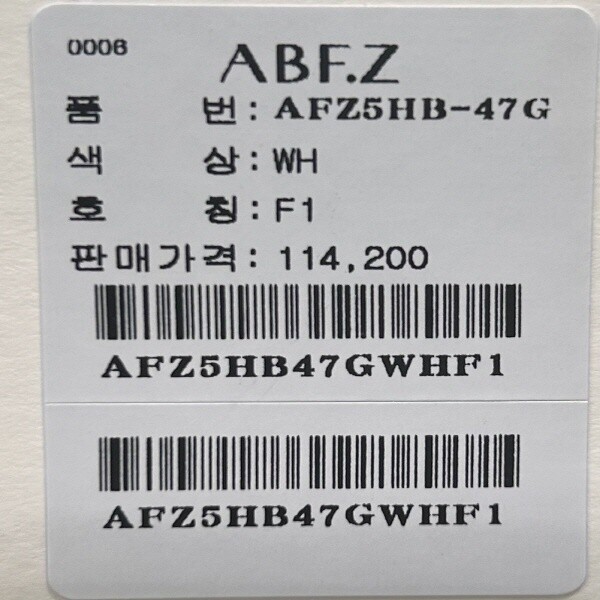 0006
ABF.Z
품 번 : AFZ5HB-47G
색 상 : WH
호 칭 : F1
판매가격 : 114,200
AFZ5HB47GWHF1
AFZ5HB47GWHF1